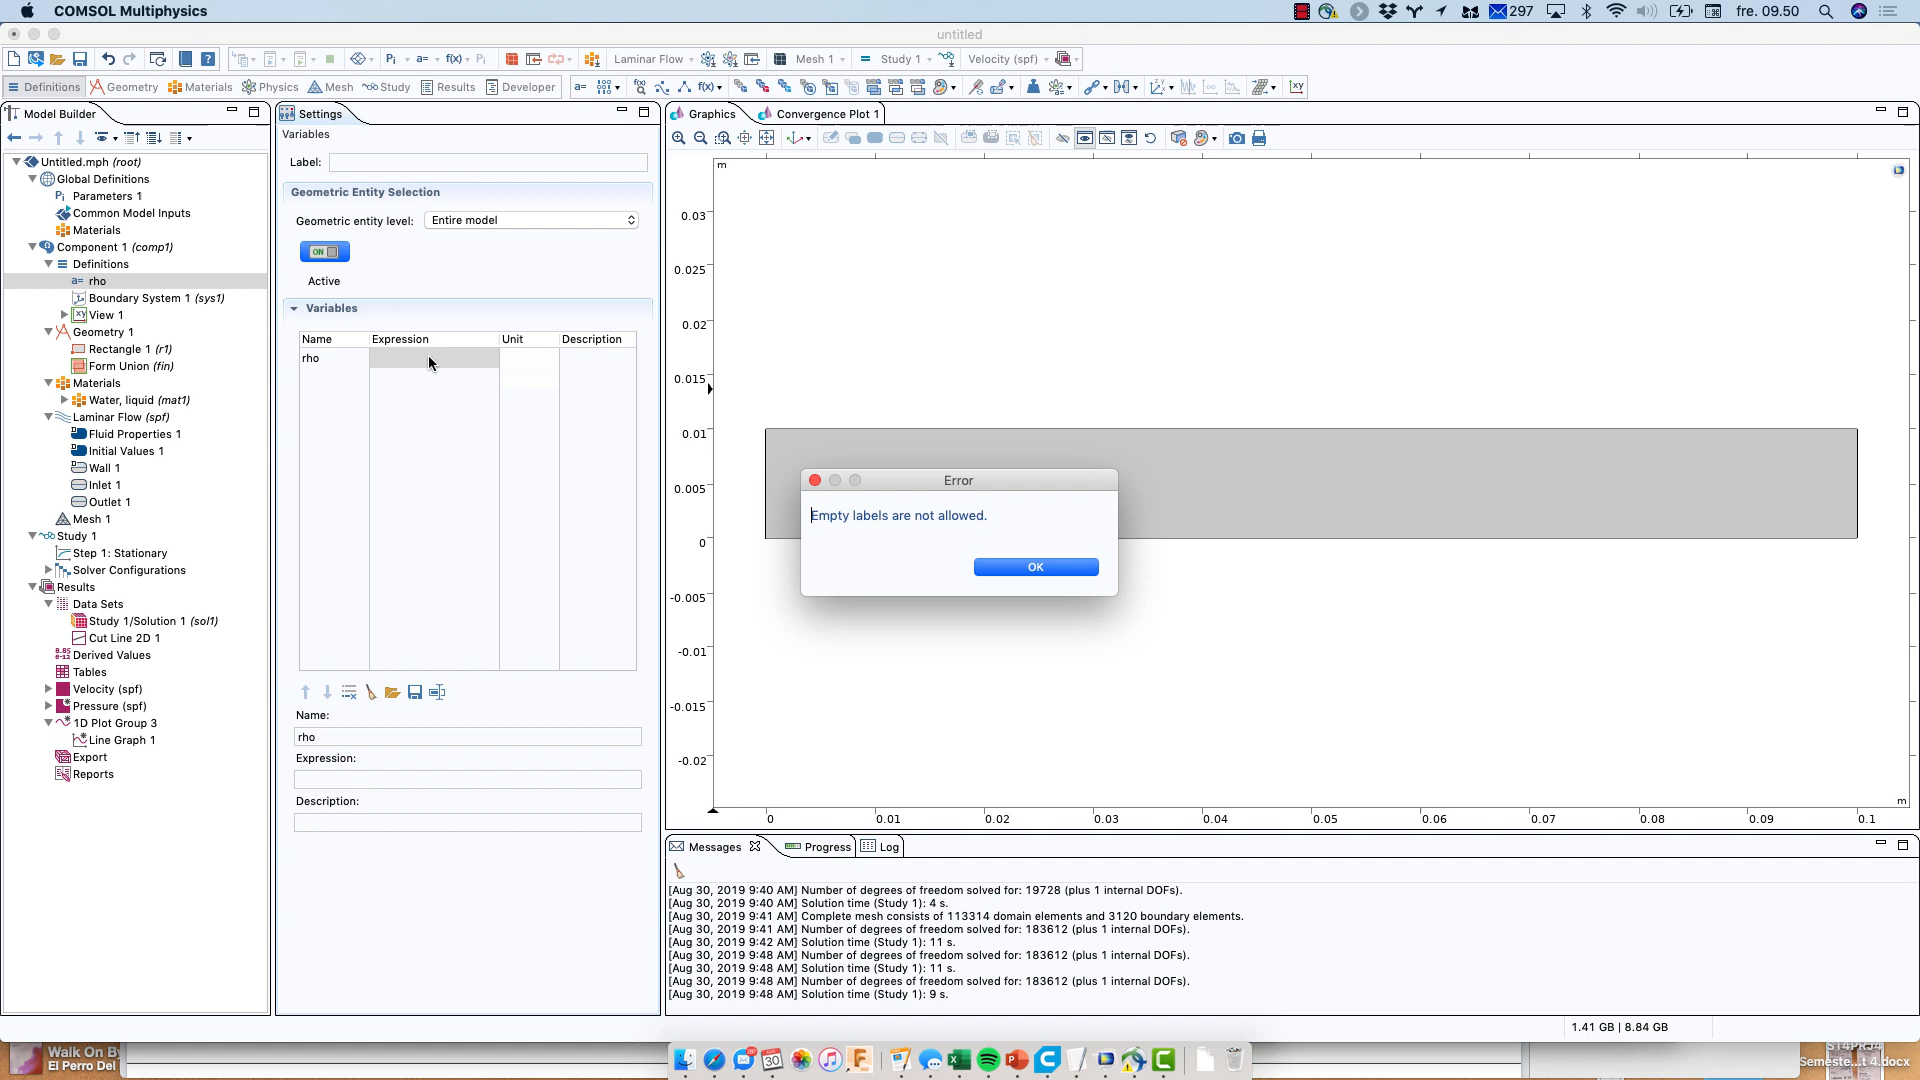 COMSOL Multiphysics
297
fre. 09.50
untitled
Pi
a=
f(x)
Pi
Laminar Flow
Mesh 1
Study 1
Velocity (spf)
Definitions
Geometry
Materials
Physics
Mesh
Study
Results
Developer
a=
f(x)
xy
Model Builder
Untitled.mph (root)
Global Definitions
Pi Parameters 1
Common Model Inputs
Materials
Component 1 (comp1)
Definitions
a= rho
Boundary System 1 (sys1)
View 1
Geometry 1
Rectangle 1 (r1)
Form Union (fin)
Materials
Water, liquid (mat1)
Laminar Flow (spf)
Fluid Properties 1
Initial Values 1
Wall 1
Inlet 1
Outlet 1
Mesh 1
Study 1
Step 1: Stationary
Solver Configurations
Results
Data Sets
Study 1/Solution 1 (sol1)
Cut Line 2D 1
8.85
e-12 Derived Values
Tables
Velocity (spf)
Pressure (spf)
1D Plot Group 3
Line Graph 1
Export
Reports
Settings
Variables
Label:
Geometric Entity Selection
Geometric entity level:
Entire model
ON
Active
Variables
Name
Expression
Unit
Description
rho
Name:
rho
Expression:
Description:
Graphics
Convergence Plot 1
m
0.03
0.025
0.02
0.015
0.01
0.005
0
-0.005
-0.01
-0.015
-0.02
0
0.01
0.02
0.03
0.04
0.05
0.06
0.07
0.08
0.09
0.1
m
Error
Empty labels are not allowed.
OK
Messages
Progress
Log
[Aug 30, 2019 9:40 AM] Number of degrees of freedom solved for: 19728 (plus 1 internal DOFs).
[Aug 30, 2019 9:40 AM] Solution time (Study 1): 4 s.
[Aug 30, 2019 9:41 AM] Complete mesh consists of 113314 domain elements and 3120 boundary elements.
[Aug 30, 2019 9:41 AM] Number of degrees of freedom solved for: 183612 (plus 1 internal DOFs).
[Aug 30, 2019 9:42 AM] Solution time (Study 1): 11 s.
[Aug 30, 2019 9:48 AM] Number of degrees of freedom solved for: 183612 (plus 1 internal DOFs).
[Aug 30, 2019 9:48 AM] Solution time (Study 1): 11 s.
[Aug 30, 2019 9:48 AM] Number of degrees of freedom solved for: 183612 (plus 1 internal DOFs).
[Aug 30, 2019 9:48 AM] Solution time (Study 1): 9 s.
1.41 GB | 8.84 GB
Walk On By
El Perro Del
30
ST4PRJ4
Semeste...t 4.docx